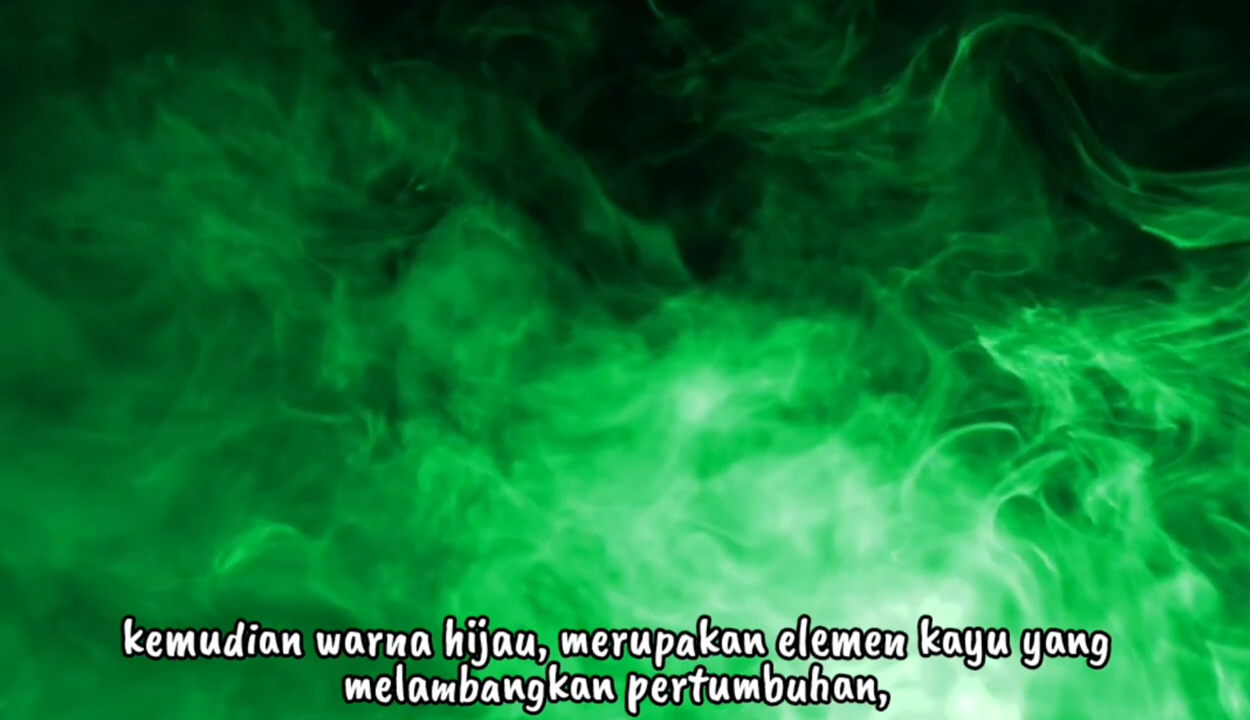 kemudian warna hijau, merupakan elemen kayu yang
melambangkan pertumbuhan,